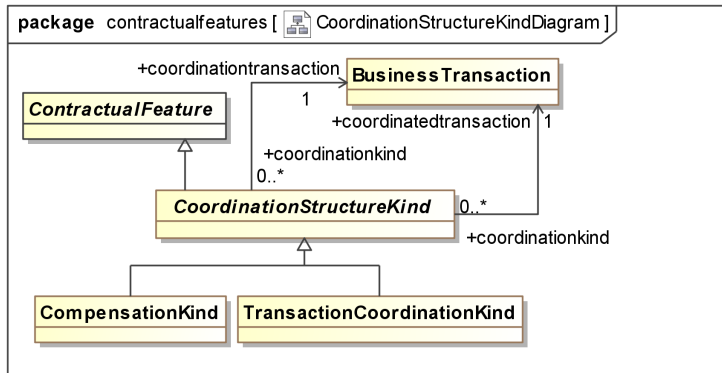 package contractualfeatures [ CoordinationStructureKindDiagram ]
+coordinationtransaction
BusinessTransaction
1
ContractualFeature
+coordinatedtransaction
1
+coordinationkind
0..*
CoordinationStructureKind
0..*
+coordinationkind
CompensationKind
TransactionCoordinationKind